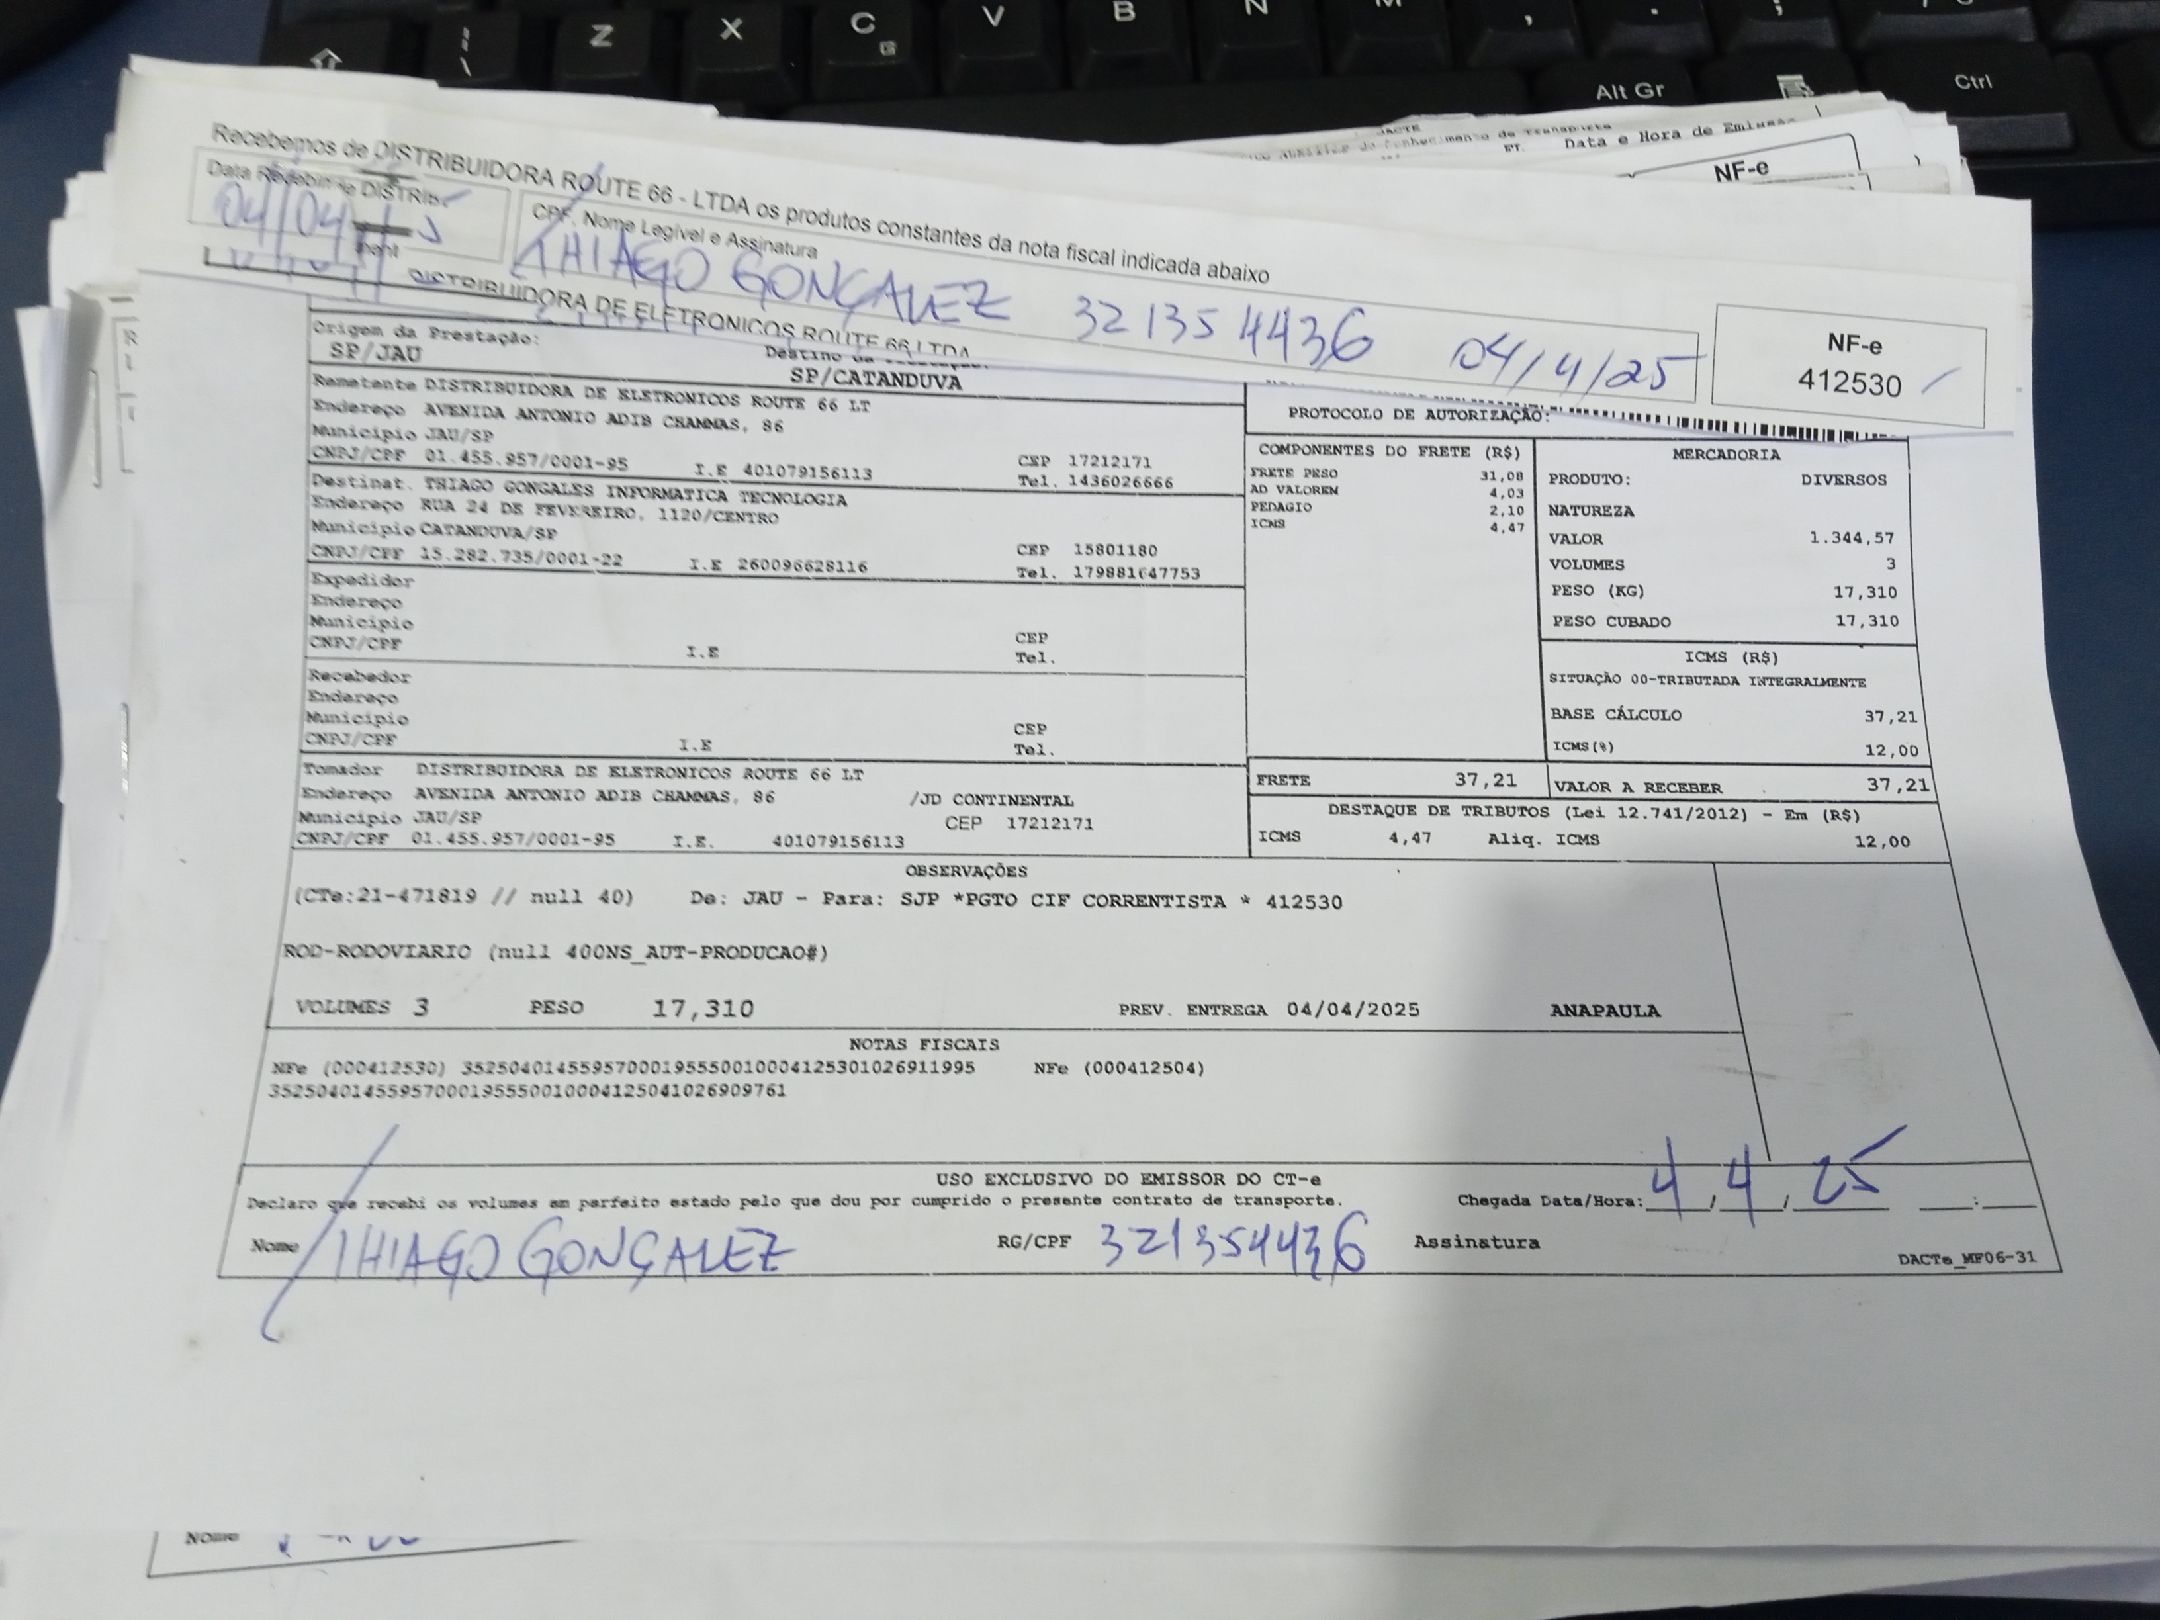 Z X C V B N M
Alt Gr Ctrl
Data e Hora de Emissão
NF-e
Recebemos de DISTRIBUIDORA ROUTE 66 - LTDA os produtos constantes da nota fiscal indicada abaixo
CPF, Nome Legível e Assinatura
04/04/
THIAGO GONÇALEZ 321354436 04/4/25
NF-e
412530
DISTRIBUIDORA DE ELETRONICOS ROUTE 66 LTDA
Origem da Prestação:
SP/JAU
SP/CATANDUVA
Remetente DISTRIBUIDORA DE ELETRONICOS ROUTE 66 LT
Endereço AVENIDA ANTONIO ADIB CHAMMAS, 86
Município JAU/SP
CNPJ/CPF 01.455.957/0001-95 I.E 401079156113
CEP 17212171
Tel. 1436026666
Destinat. THIAGO GONGALES INFORMATICA TECNOLOGIA
Endereço RUA 24 DE FEVEREIRO, 1120/CENTRO
Município CATANDUVA/SP
CNPJ/CPF 15.282.735/0001-22 I.E 260096628116
CEP 15801180
Tel. 179881647753
Expedidor
Endereço
Município
CNPJ/CPF I.E
CEP
Tel.
Recebedor
Endereço
Município
CNPJ/CPF I.E
CEP
Tel.
Tomador DISTRIBUIDORA DE ELETRONICOS ROUTE 66 LT
Endereço AVENIDA ANTONIO ADIB CHAMMAS, 86 /JD CONTINENTAL
Município JAU/SP CEP 17212171
CNPJ/CPF 01.455.957/0001-95 I.E. 401079156113
PROTOCOLO DE AUTORIZAÇÃO:
COMPONENTES DO FRETE (R$)
FRETE PESO 31,08
AD VALOREM 4,03
PEDAGIO 2,10
ICMS 4,47
MERCADORIA
PRODUTO: DIVERSOS
NATUREZA
VALOR 1.344,57
VOLUMES 3
PESO (KG) 17,310
PESO CUBADO 17,310
ICMS (R$)
SITUAÇÃO 00-TRIBUTADA INTEGRALMENTE
BASE CÁLCULO 37,21
ICMS(%) 12,00
FRETE 37,21 VALOR A RECEBER 37,21
DESTAQUE DE TRIBUTOS (Lei 12.741/2012) - Em (R$)
ICMS 4,47 Aliq. ICMS 12,00
OBSERVAÇÕES
(CTe:21-471819 // null 40) De: JAU - Para: SJP *PGTO CIF CORRENTISTA * 412530
ROD-RODOVIARIO (null 400NS_AUT-PRODUCAO#)
VOLUMES 3 PESO 17,310 PREV. ENTREGA 04/04/2025 ANAPAULA
NOTAS FISCAIS
NFe (000412530) 35250401455957000195550010004125301026911995 NFe (000412504)
35250401455957000195550010004125041026909761
USO EXCLUSIVO DO EMISSOR DO CT-e
Declaro que recebi os volumes em perfeito estado pelo que dou por cumprido o presente contrato de transporte. Chegada Data/Hora: 4 / 4 / 25 :
Nome THIAGO GONÇALEZ RG/CPF 321354436 Assinatura
DACTe_MF06-31
Nome